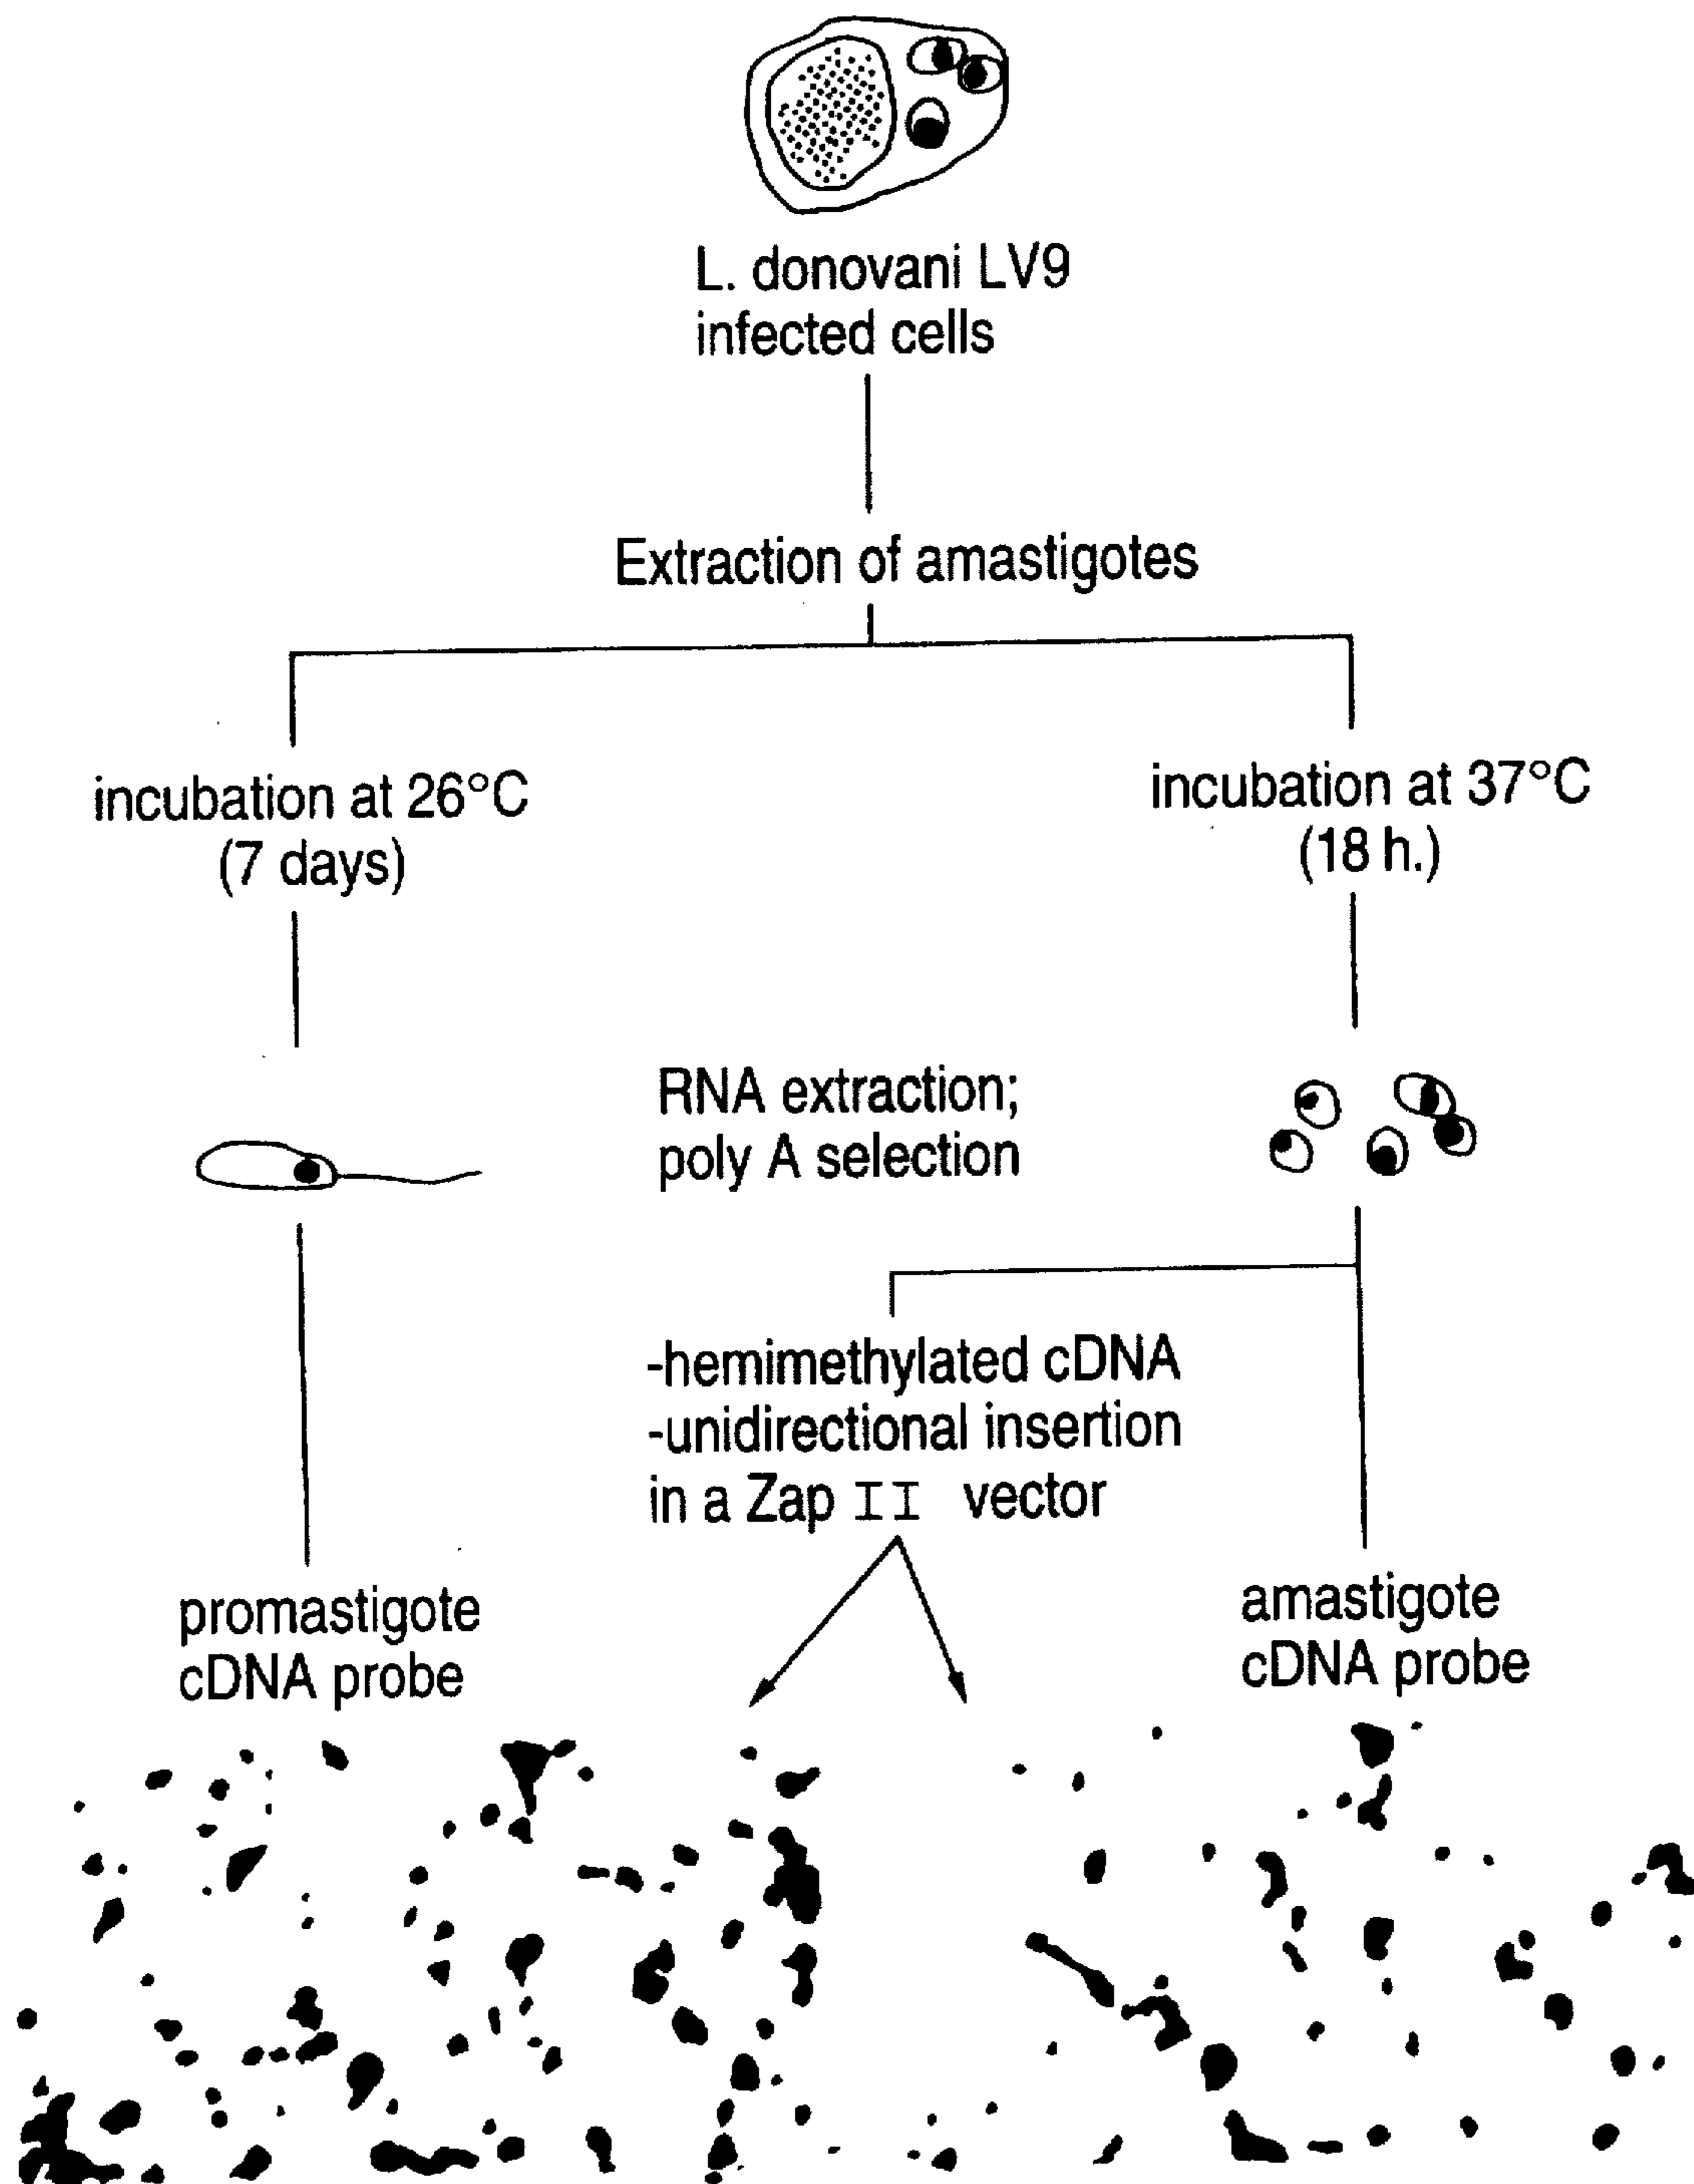 L. donovani LV9
infected cells
Extraction of amastigotes
incubation at 26°C
(7 days)
incubation at 37°C
(18 h.)
RNA extraction;
poly A selection
-hemimethylated cDNA
-unidirectional insertion
in a Zap II vector
promastigote
cDNA probe
amastigote
cDNA probe